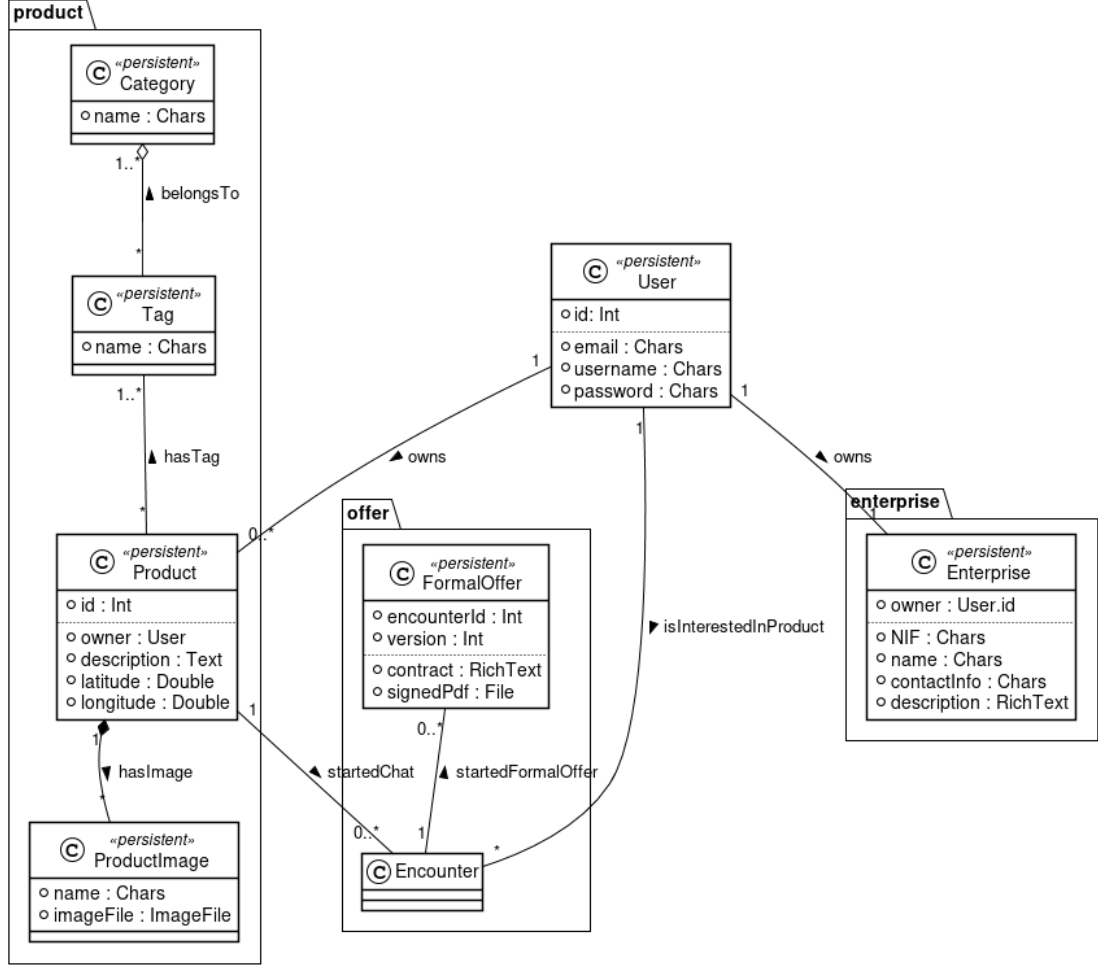 product
C «persistent»
Category
name : Chars
1..*
belongsTo
*
C «persistent»
Tag
name : Chars
1..*
hasTag
*
C «persistent»
Product
id : Int
owner : User
description : Text
latitude : Double
longitude : Double
1
hasImage
*
C «persistent»
ProductImage
name : Chars
imageFile : ImageFile
C «persistent»
User
id: Int
email : Chars
username : Chars
password : Chars
1
owns
0..*
1
isInterestedInProduct
*
1
owns
1
offer
C «persistent»
FormalOffer
encounterId : Int
version : Int
contract : RichText
signedPdf : File
0..*
startedFormalOffer
1
1
startedChat
0..*
C Encounter
enterprise
C «persistent»
Enterprise
owner : User.id
NIF : Chars
name : Chars
contactInfo : Chars
description : RichText